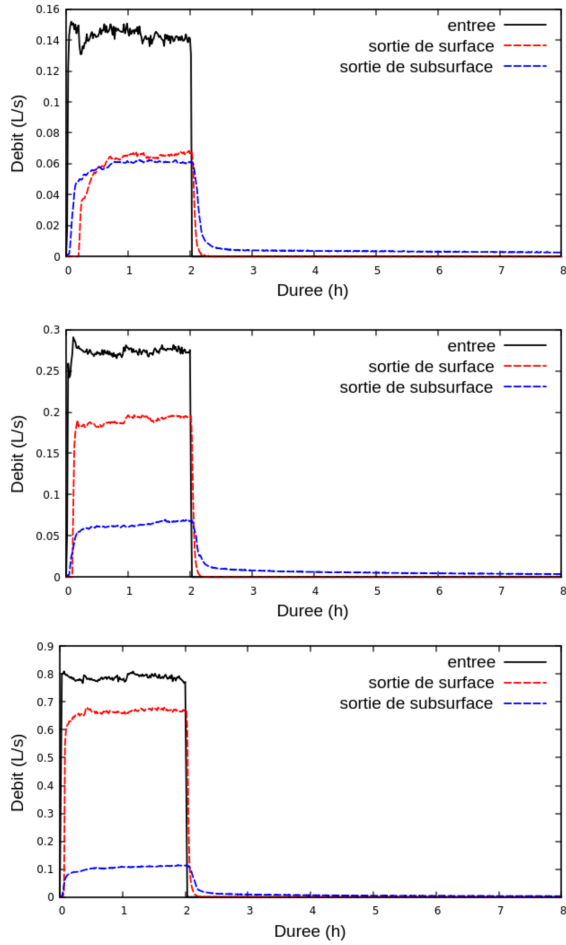 0.16
0.14
0.12
0.1
0.08
0.06
0.04
0.02
0
Debit (L/s)
entree
sortie de surface
sortie de subsurface
0 1 2 3 4 5 6 7 8
Duree (h)
0.3
0.25
0.2
0.15
0.1
0.05
0
Debit (L/s)
entree
sortie de surface
sortie de subsurface
0 1 2 3 4 5 6 7 8
Duree (h)
0.9
0.8
0.7
0.6
0.5
0.4
0.3
0.2
0.1
0
Debit (L/s)
entree
sortie de surface
sortie de subsurface
0 1 2 3 4 5 6 7 8
Duree (h)